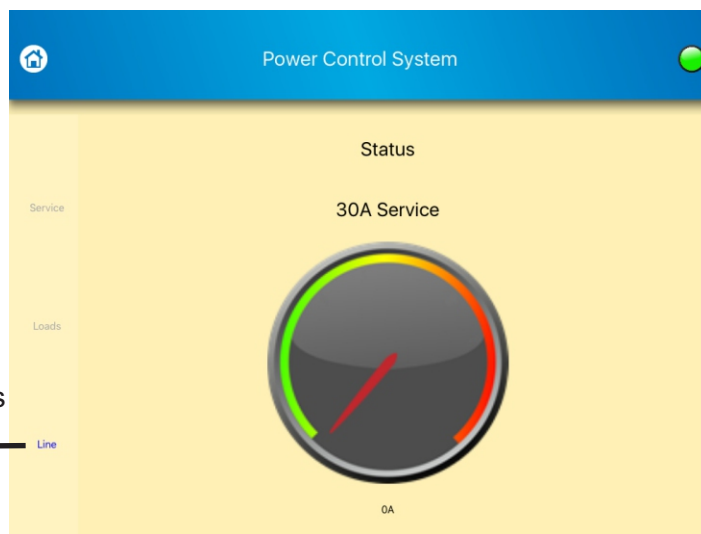 Power Control System
Status
30A Service
Service
Loads
s
Line
0A